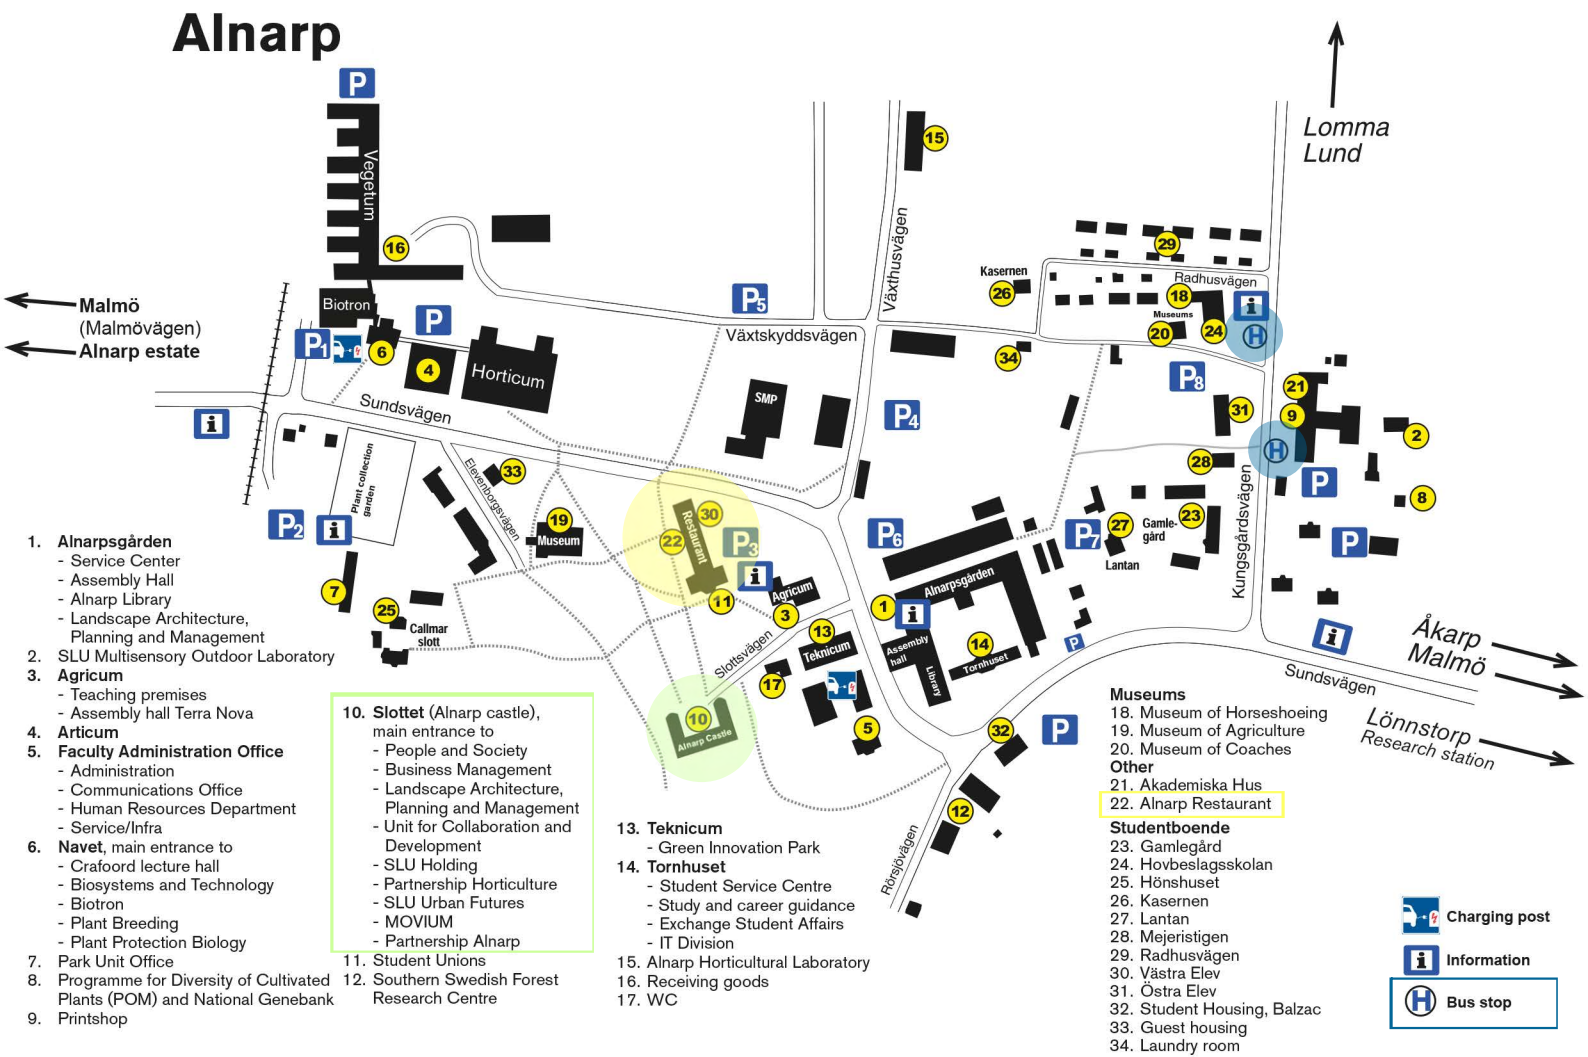 Alnarp
P
Vegetum
16
15
Växthusvägen
Lomma
Lund
29
Radhusvägen
Kasernen
26
18
Museums
20
24
i
H
Malmö
(Malmövägen)
Alnarp estate
Biotron
P
P1
6
4
Horticum
P5
Växtskyddsvägen
34
P8
21
Sundsvägen
i
SMP
P4
31
9
2
H
Plant collection
garden
Elevenborgsvägen
33
28
P
8
Kungsgårdsvägen
P2
i
19
Museum
30
22
Restaurant
P3
i
P6
P7
27
Gamle-
gård
23
Lantan
P
7
25
Callmar
slott
11
Agricum
3
1
i
Alnarpsgården
13
Teknicum
Slottsvägen
Assembly
hall
Library
14
Tornhuset
P
i
Åkarp
Malmö
Sundsvägen
Lönnstorp
Research station
17
10
Alnarp Castle
5
32
P
12
Rörsjövägen
1. Alnarpsgården
- Service Center
- Assembly Hall
- Alnarp Library
- Landscape Architecture,
Planning and Management
2. SLU Multisensory Outdoor Laboratory
3. Agricum
- Teaching premises
- Assembly hall Terra Nova
4. Articum
5. Faculty Administration Office
- Administration
- Communications Office
- Human Resources Department
- Service/Infra
6. Navet, main entrance to
- Crafoord lecture hall
- Biosystems and Technology
- Biotron
- Plant Breeding
- Plant Protection Biology
7. Park Unit Office
8. Programme for Diversity of Cultivated
Plants (POM) and National Genebank
9. Printshop
10. Slottet (Alnarp castle),
main entrance to
- People and Society
- Business Management
- Landscape Architecture,
Planning and Management
- Unit for Collaboration and
Development
- SLU Holding
- Partnership Horticulture
- SLU Urban Futures
- MOVIUM
- Partnership Alnarp
11. Student Unions
12. Southern Swedish Forest
Research Centre
13. Teknicum
- Green Innovation Park
14. Tornhuset
- Student Service Centre
- Study and career guidance
- Exchange Student Affairs
- IT Division
15. Alnarp Horticultural Laboratory
16. Receiving goods
17. WC
Museums
18. Museum of Horseshoeing
19. Museum of Agriculture
20. Museum of Coaches
Other
21. Akademiska Hus
22. Alnarp Restaurant
Studentboende
23. Gamlegård
24. Hovbeslagsskolan
25. Hönshuset
26. Kasernen
27. Lantan
28. Mejeristigen
29. Radhusvägen
30. Västra Elev
31. Östra Elev
32. Student Housing, Balzac
33. Guest housing
34. Laundry room
Charging post
i Information
H Bus stop